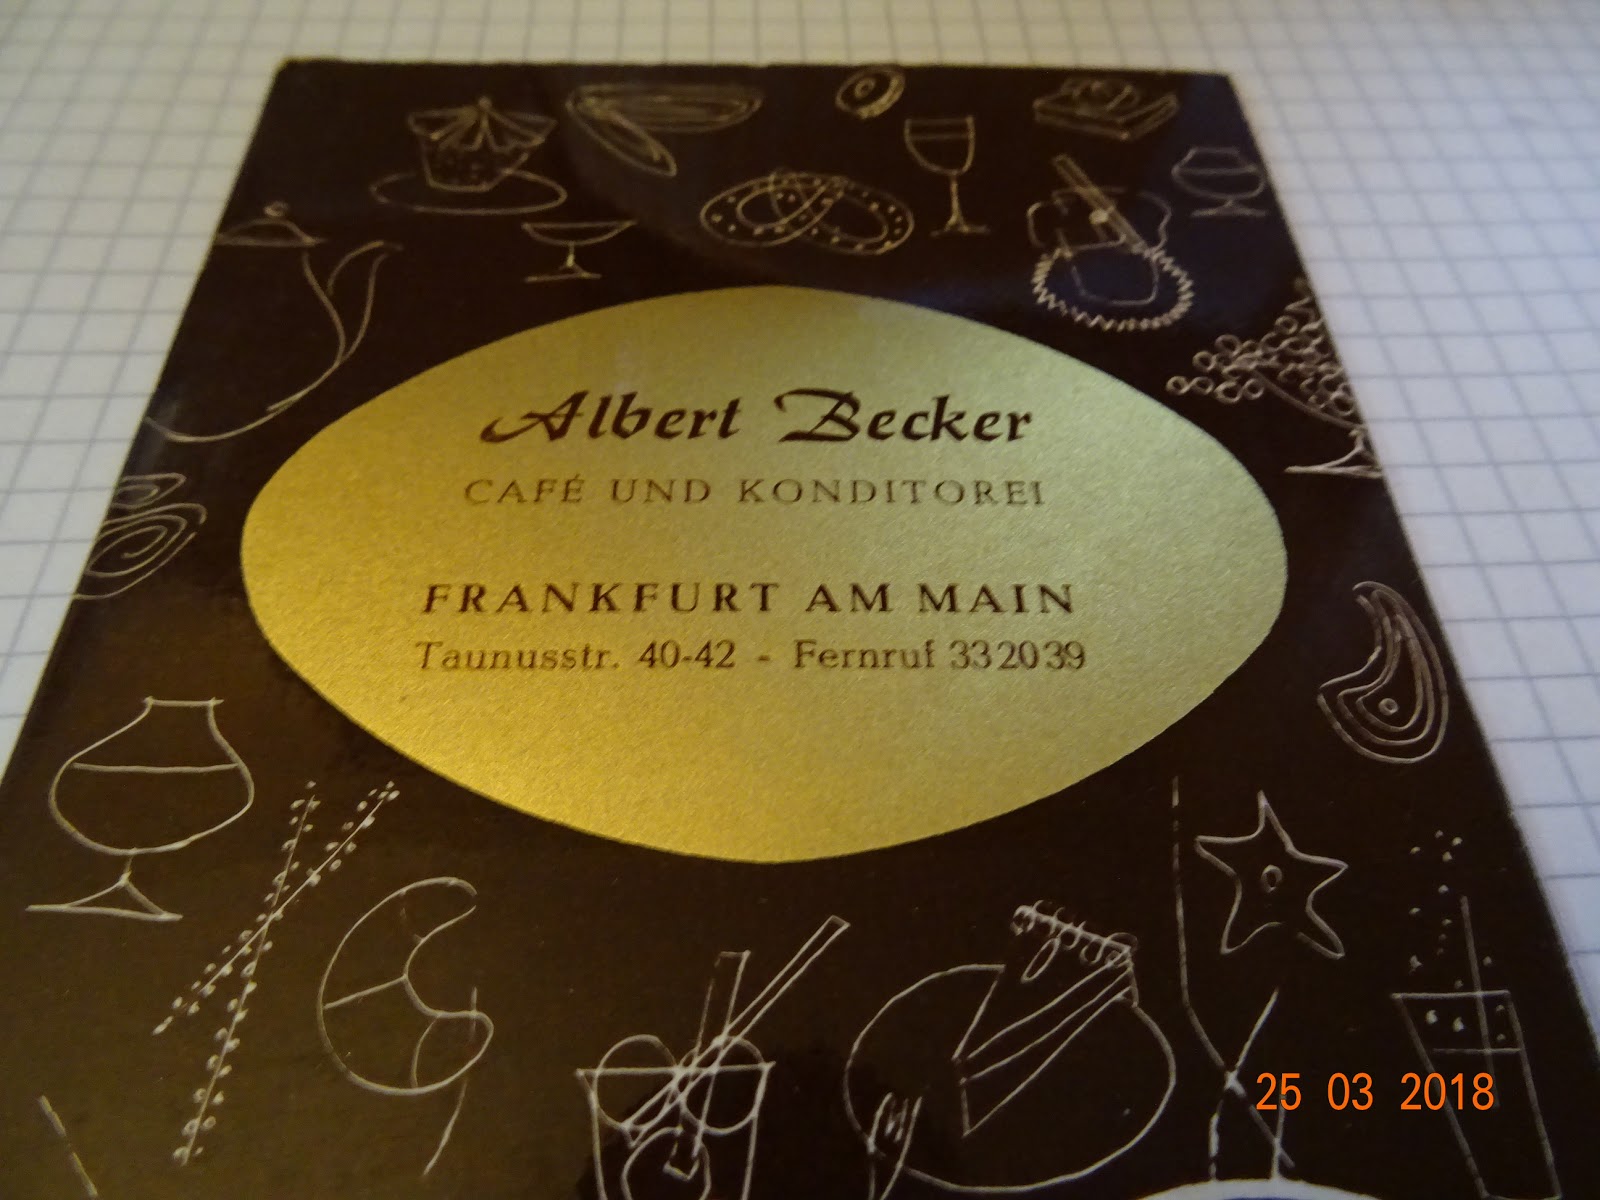 Albert Becker
CAFÉ UND KONDITOREI
FRANKFURT AM MAIN
Taunusstr. 40-42 - Fernruf 332039
25 03 2018